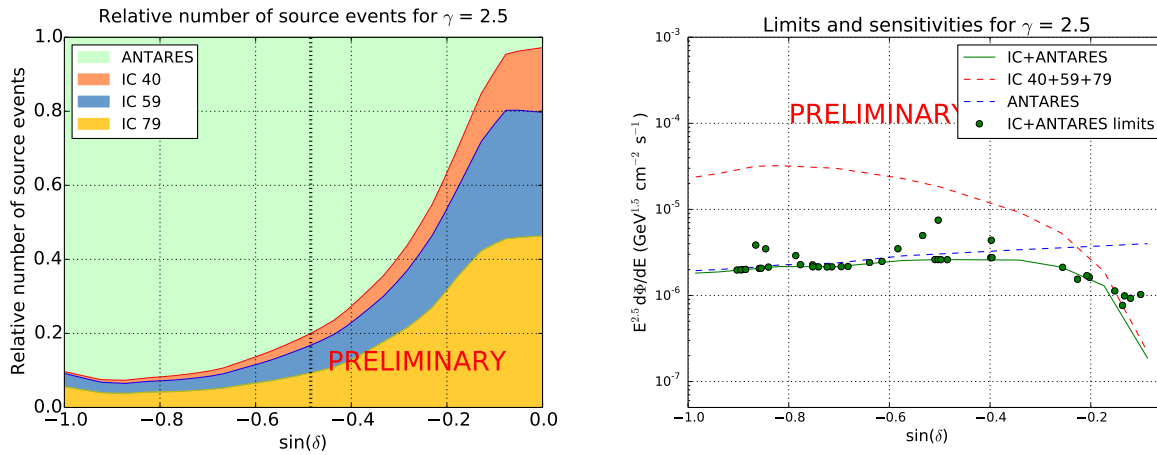 Relative number of source events for γ = 2.5
Relative number of source events
1.0
0.8
0.6
0.4
0.2
0.0
ANTARES
IC 40
IC 59
IC 79
PRELIMINARY
−1.0 −0.8 −0.6 −0.4 −0.2 0.0
sin(δ)
Limits and sensitivities for γ = 2.5
E^2.5 dΦ/dE (GeV^1.5 cm^−2 s^−1)
10^−3
10^−4
10^−5
10^−6
10^−7
IC+ANTARES
IC 40+59+79
ANTARES
IC+ANTARES limits
PRELIMINARY
−1.0 −0.8 −0.6 −0.4 −0.2
sin(δ)